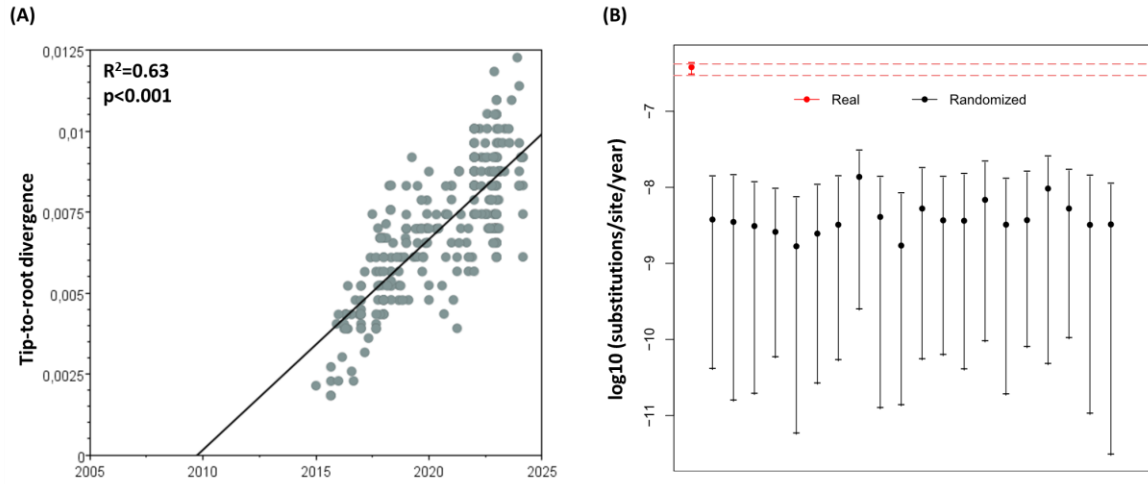 (A)
(B)
R²=0.63
p<0.001
Tip-to-root divergence
0,0125
0,01
0,0075
0,005
0,0025
0
2005
2010
2015
2020
2025
log10 (substitutions/site/year)
-7
-8
-9
-10
-11
Real
Randomized